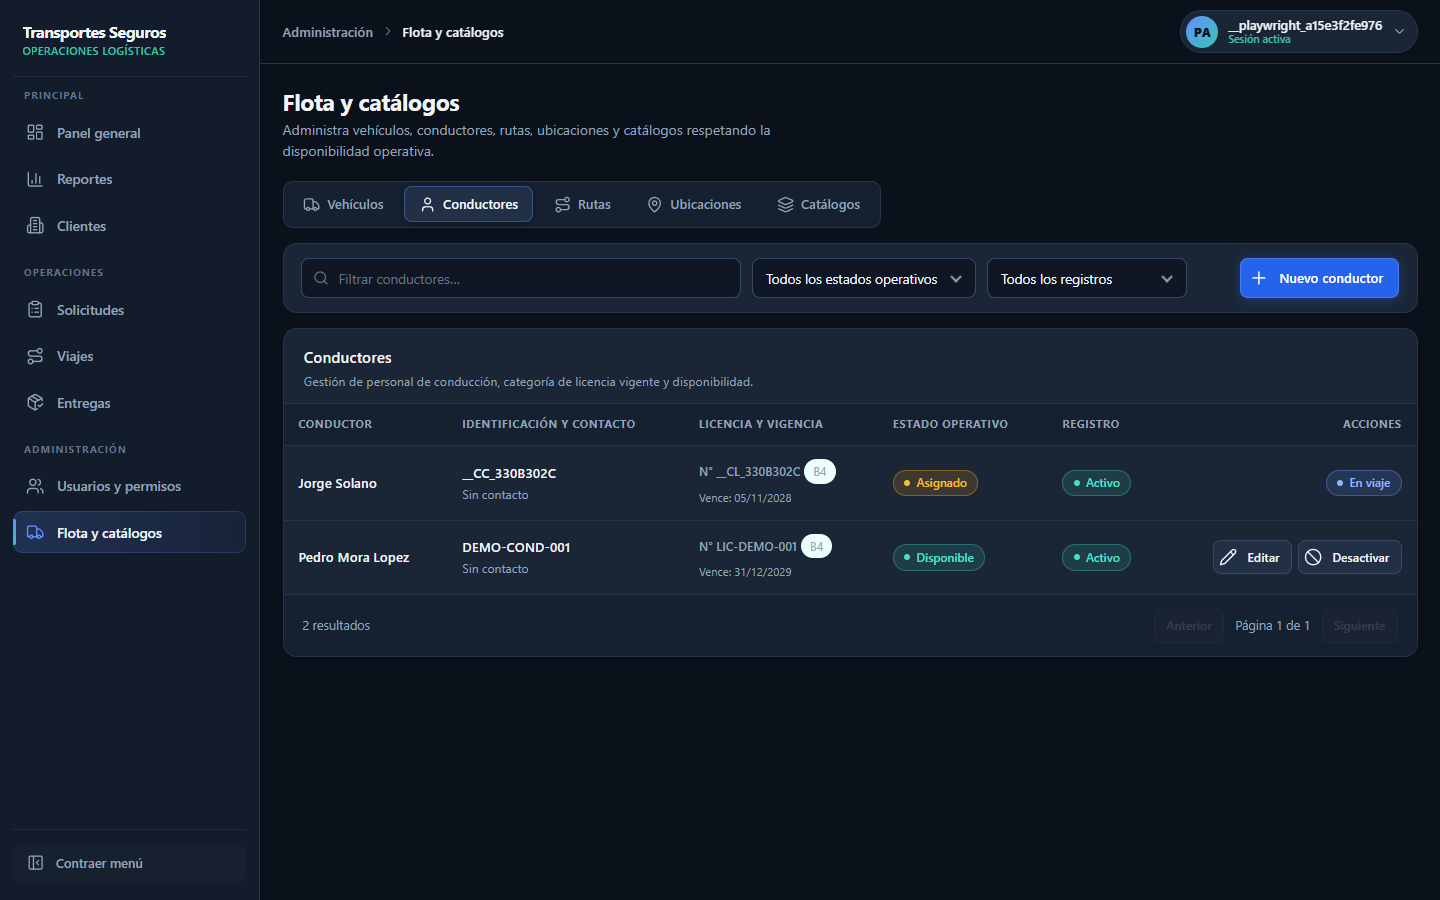 Transportes Seguros
OPERACIONES LOGÍSTICAS
PRINCIPAL
Panel general
Reportes
Clientes
OPERACIONES
Solicitudes
Viajes
Entregas
ADMINISTRACIÓN
Usuarios y permisos
Flota y catálogos
Contraer menú
Administración > Flota y catálogos
PA
__playwright_a15e3f2fe976
Sesión activa
Flota y catálogos
Administra vehículos, conductores, rutas, ubicaciones y catálogos respetando la
disponibilidad operativa.
Vehículos Conductores Rutas Ubicaciones Catálogos
Filtrar conductores... Todos los estados operativos Todos los registros Nuevo conductor
Conductores
Gestión de personal de conducción, categoría de licencia vigente y disponibilidad.
CONDUCTOR IDENTIFICACIÓN Y CONTACTO LICENCIA Y VIGENCIA ESTADO OPERATIVO REGISTRO ACCIONES
Jorge Solano
__CC_330B302C
Sin contacto
N° __CL_330B302C B4
Vence: 05/11/2028
Asignado
Activo
En viaje
Pedro Mora Lopez
DEMO-COND-001
Sin contacto
N° LIC-DEMO-001 B4
Vence: 31/12/2029
Disponible
Activo
Editar
Desactivar
2 resultados
Anterior Página 1 de 1 Siguiente